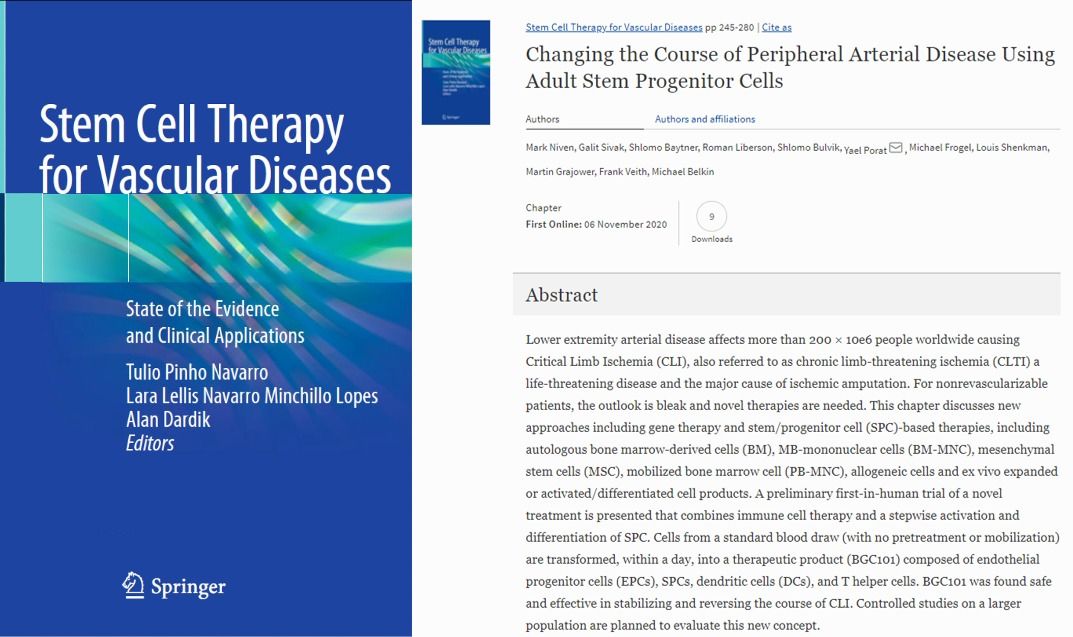 Stem Cell Therapy
for Vascular Diseases
State of the Evidence
and Clinical Applications
Tulio Pinho Navarro
Lara Lellis Navarro Minchillo Lopes
Alan Dardik
Editors
Springer
Stem Cell Therapy
for Vascular Diseases
Springer
Stem Cell Therapy for Vascular Diseases pp 245-280 | Cite as
Changing the Course of Peripheral Arterial Disease Using
Adult Stem Progenitor Cells
Authors Authors and affiliations
Mark Niven, Galit Sivak, Shlomo Baytner, Roman Liberson, Shlomo Bulvik, Yael Porat, Michael Frogel, Louis Shenkman,
Martin Grajower, Frank Veith, Michael Belkin
Chapter
First Online: 06 November 2020
9
Downloads
Abstract
Lower extremity arterial disease affects more than 200 × 10e6 people worldwide causing
Critical Limb Ischemia (CLI), also referred to as chronic limb-threatening ischemia (CLTI) a
life-threatening disease and the major cause of ischemic amputation. For nonrevascularizable
patients, the outlook is bleak and novel therapies are needed. This chapter discusses new
approaches including gene therapy and stem/progenitor cell (SPC)-based therapies, including
autologous bone marrow-derived cells (BM), MB-mononuclear cells (BM-MNC), mesenchymal
stem cells (MSC), mobilized bone marrow cell (PB-MNC), allogeneic cells and ex vivo expanded
or activated/differentiated cell products. A preliminary first-in-human trial of a novel
treatment is presented that combines immune cell therapy and a stepwise activation and
differentiation of SPC. Cells from a standard blood draw (with no pretreatment or mobilization)
are transformed, within a day, into a therapeutic product (BGC101) composed of endothelial
progenitor cells (EPCs), SPCs, dendritic cells (DCs), and T helper cells. BGC101 was found safe
and effective in stabilizing and reversing the course of CLI. Controlled studies on a larger
population are planned to evaluate this new concept.